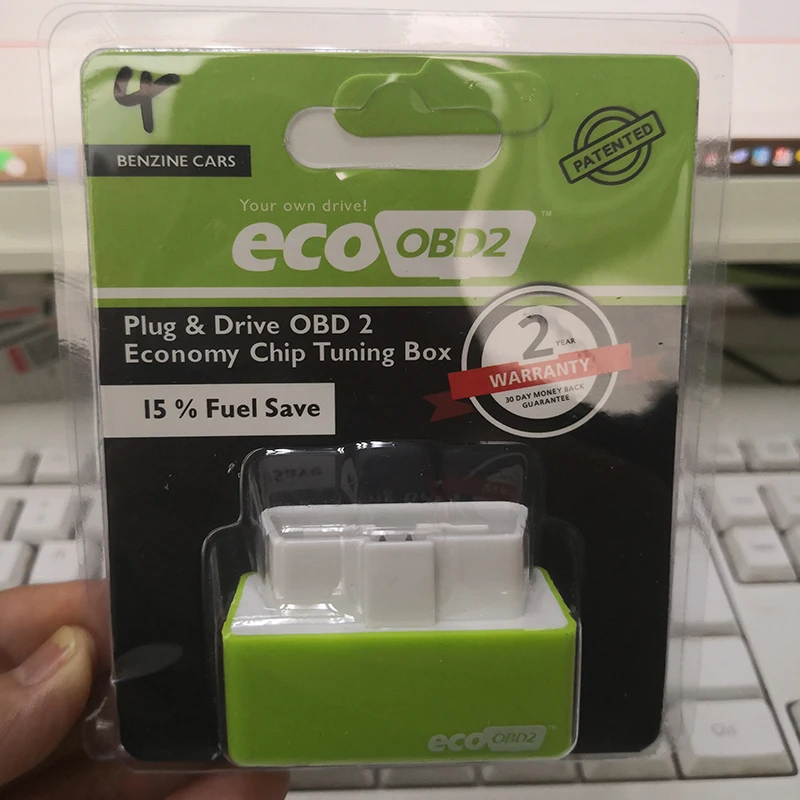 4
BENZINE CARS
PATENTED
Your own drive!
eco OBD2 ™
Plug & Drive OBD 2
Economy Chip Tuning Box
2 YEAR
WARRANTY
30 DAY MONEY BACK
GUARANTEE
15 % Fuel Save
eco OBD2 ™